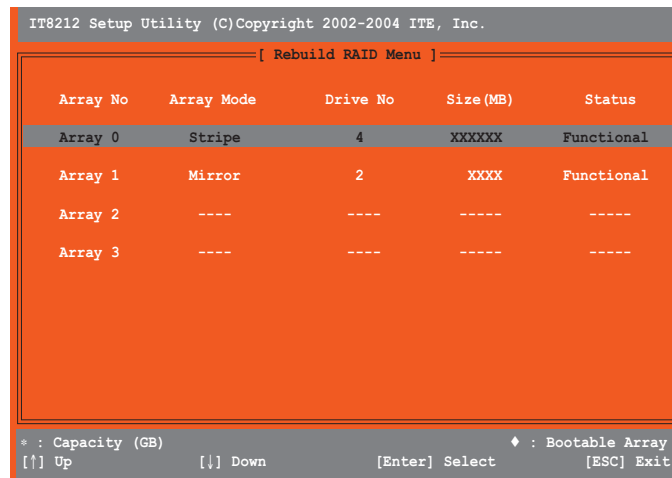 IT8212 Setup Utility (C)Copyright 2002-2004 ITE, Inc.
[ Rebuild RAID Menu ]
Array No Array Mode Drive No Size(MB) Status
Array 0 Stripe 4 XXXXXX Functional
Array 1 Mirror 2 XXXX Functional
Array 2 ---- ---- ----- -----
Array 3 ---- ---- ----- -----
* : Capacity (GB) ♦ : Bootable Array
[↑] Up [↓] Down [Enter] Select [ESC] Exit